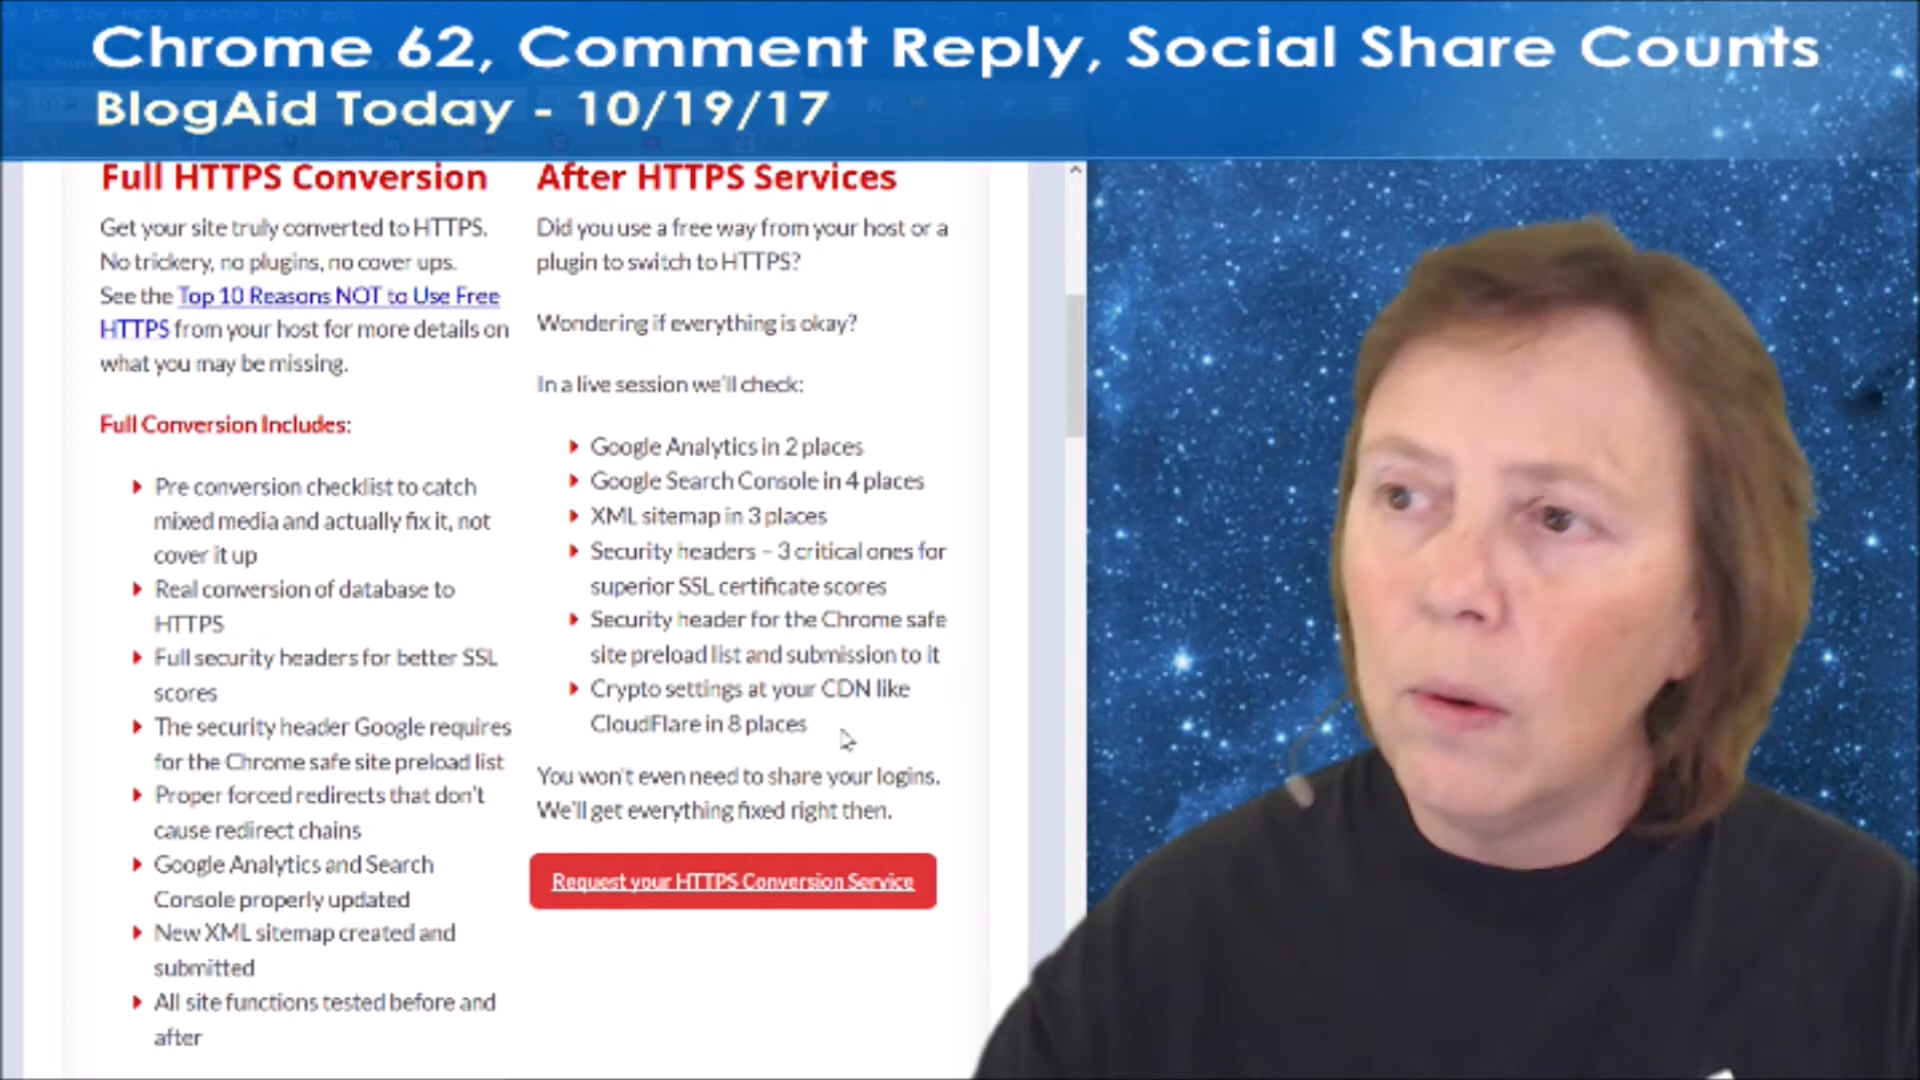 Chrome 62, Comment Reply, Social Share Counts
BlogAid Today - 10/19/17
Full HTTPS Conversion
Get your site truly converted to HTTPS.
No trickery, no plugins, no cover ups.
See the Top 10 Reasons NOT to Use Free
HTTPS from your host for more details on
what you may be missing.
Full Conversion Includes:
Pre conversion checklist to catch
mixed media and actually fix it, not
cover it up
Real conversion of database to
HTTPS
Full security headers for better SSL
scores
The security header Google requires
for the Chrome safe site preload list
Proper forced redirects that don't
cause redirect chains
Google Analytics and Search
Console properly updated
New XML sitemap created and
submitted
All site functions tested before and
after
After HTTPS Services
Did you use a free way from your host or a
plugin to switch to HTTPS?
Wondering if everything is okay?
In a live session we'll check:
Google Analytics in 2 places
Google Search Console in 4 places
XML sitemap in 3 places
Security headers – 3 critical ones for
superior SSL certificate scores
Security header for the Chrome safe
site preload list and submission to it
Crypto settings at your CDN like
CloudFlare in 8 places
You won't even need to share your logins.
We'll get everything fixed right then.
Request your HTTPS Conversion Service